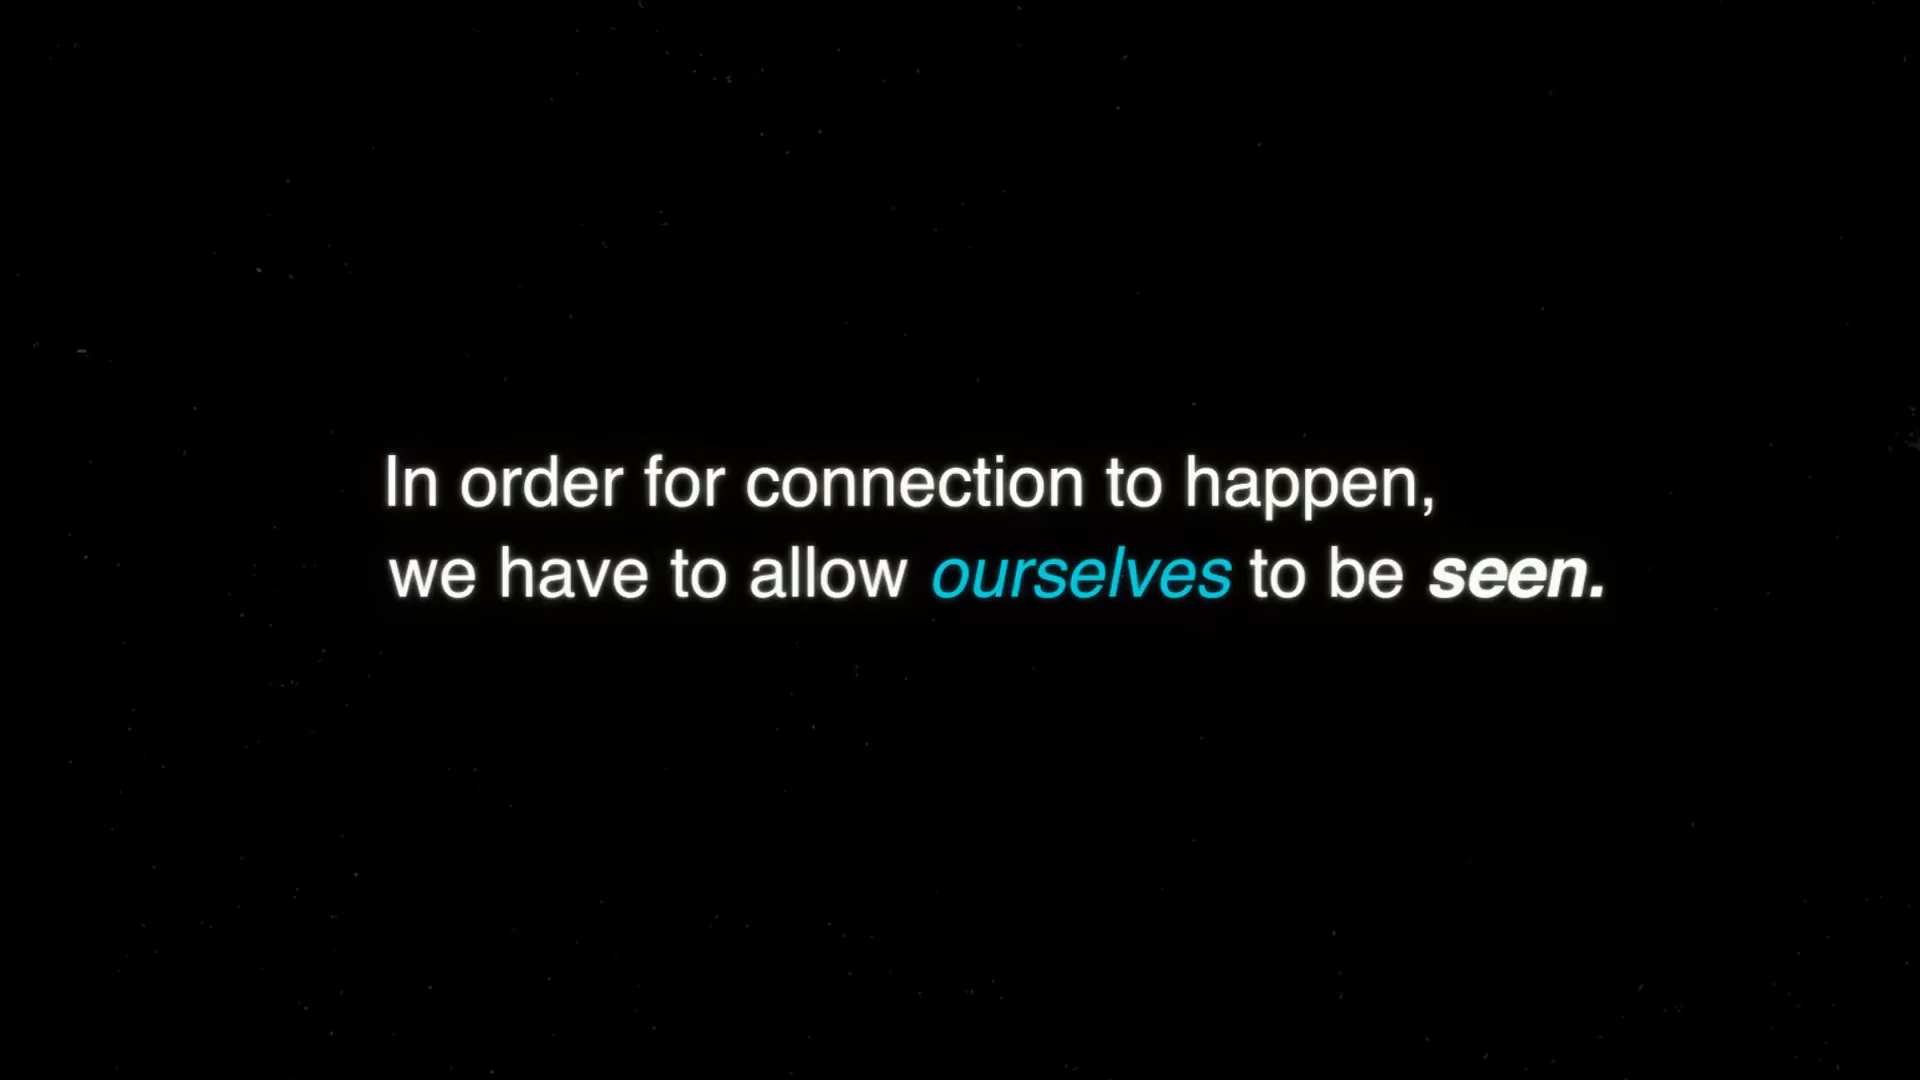 In order for connection to happen,
we have to allow ourselves to be seen.